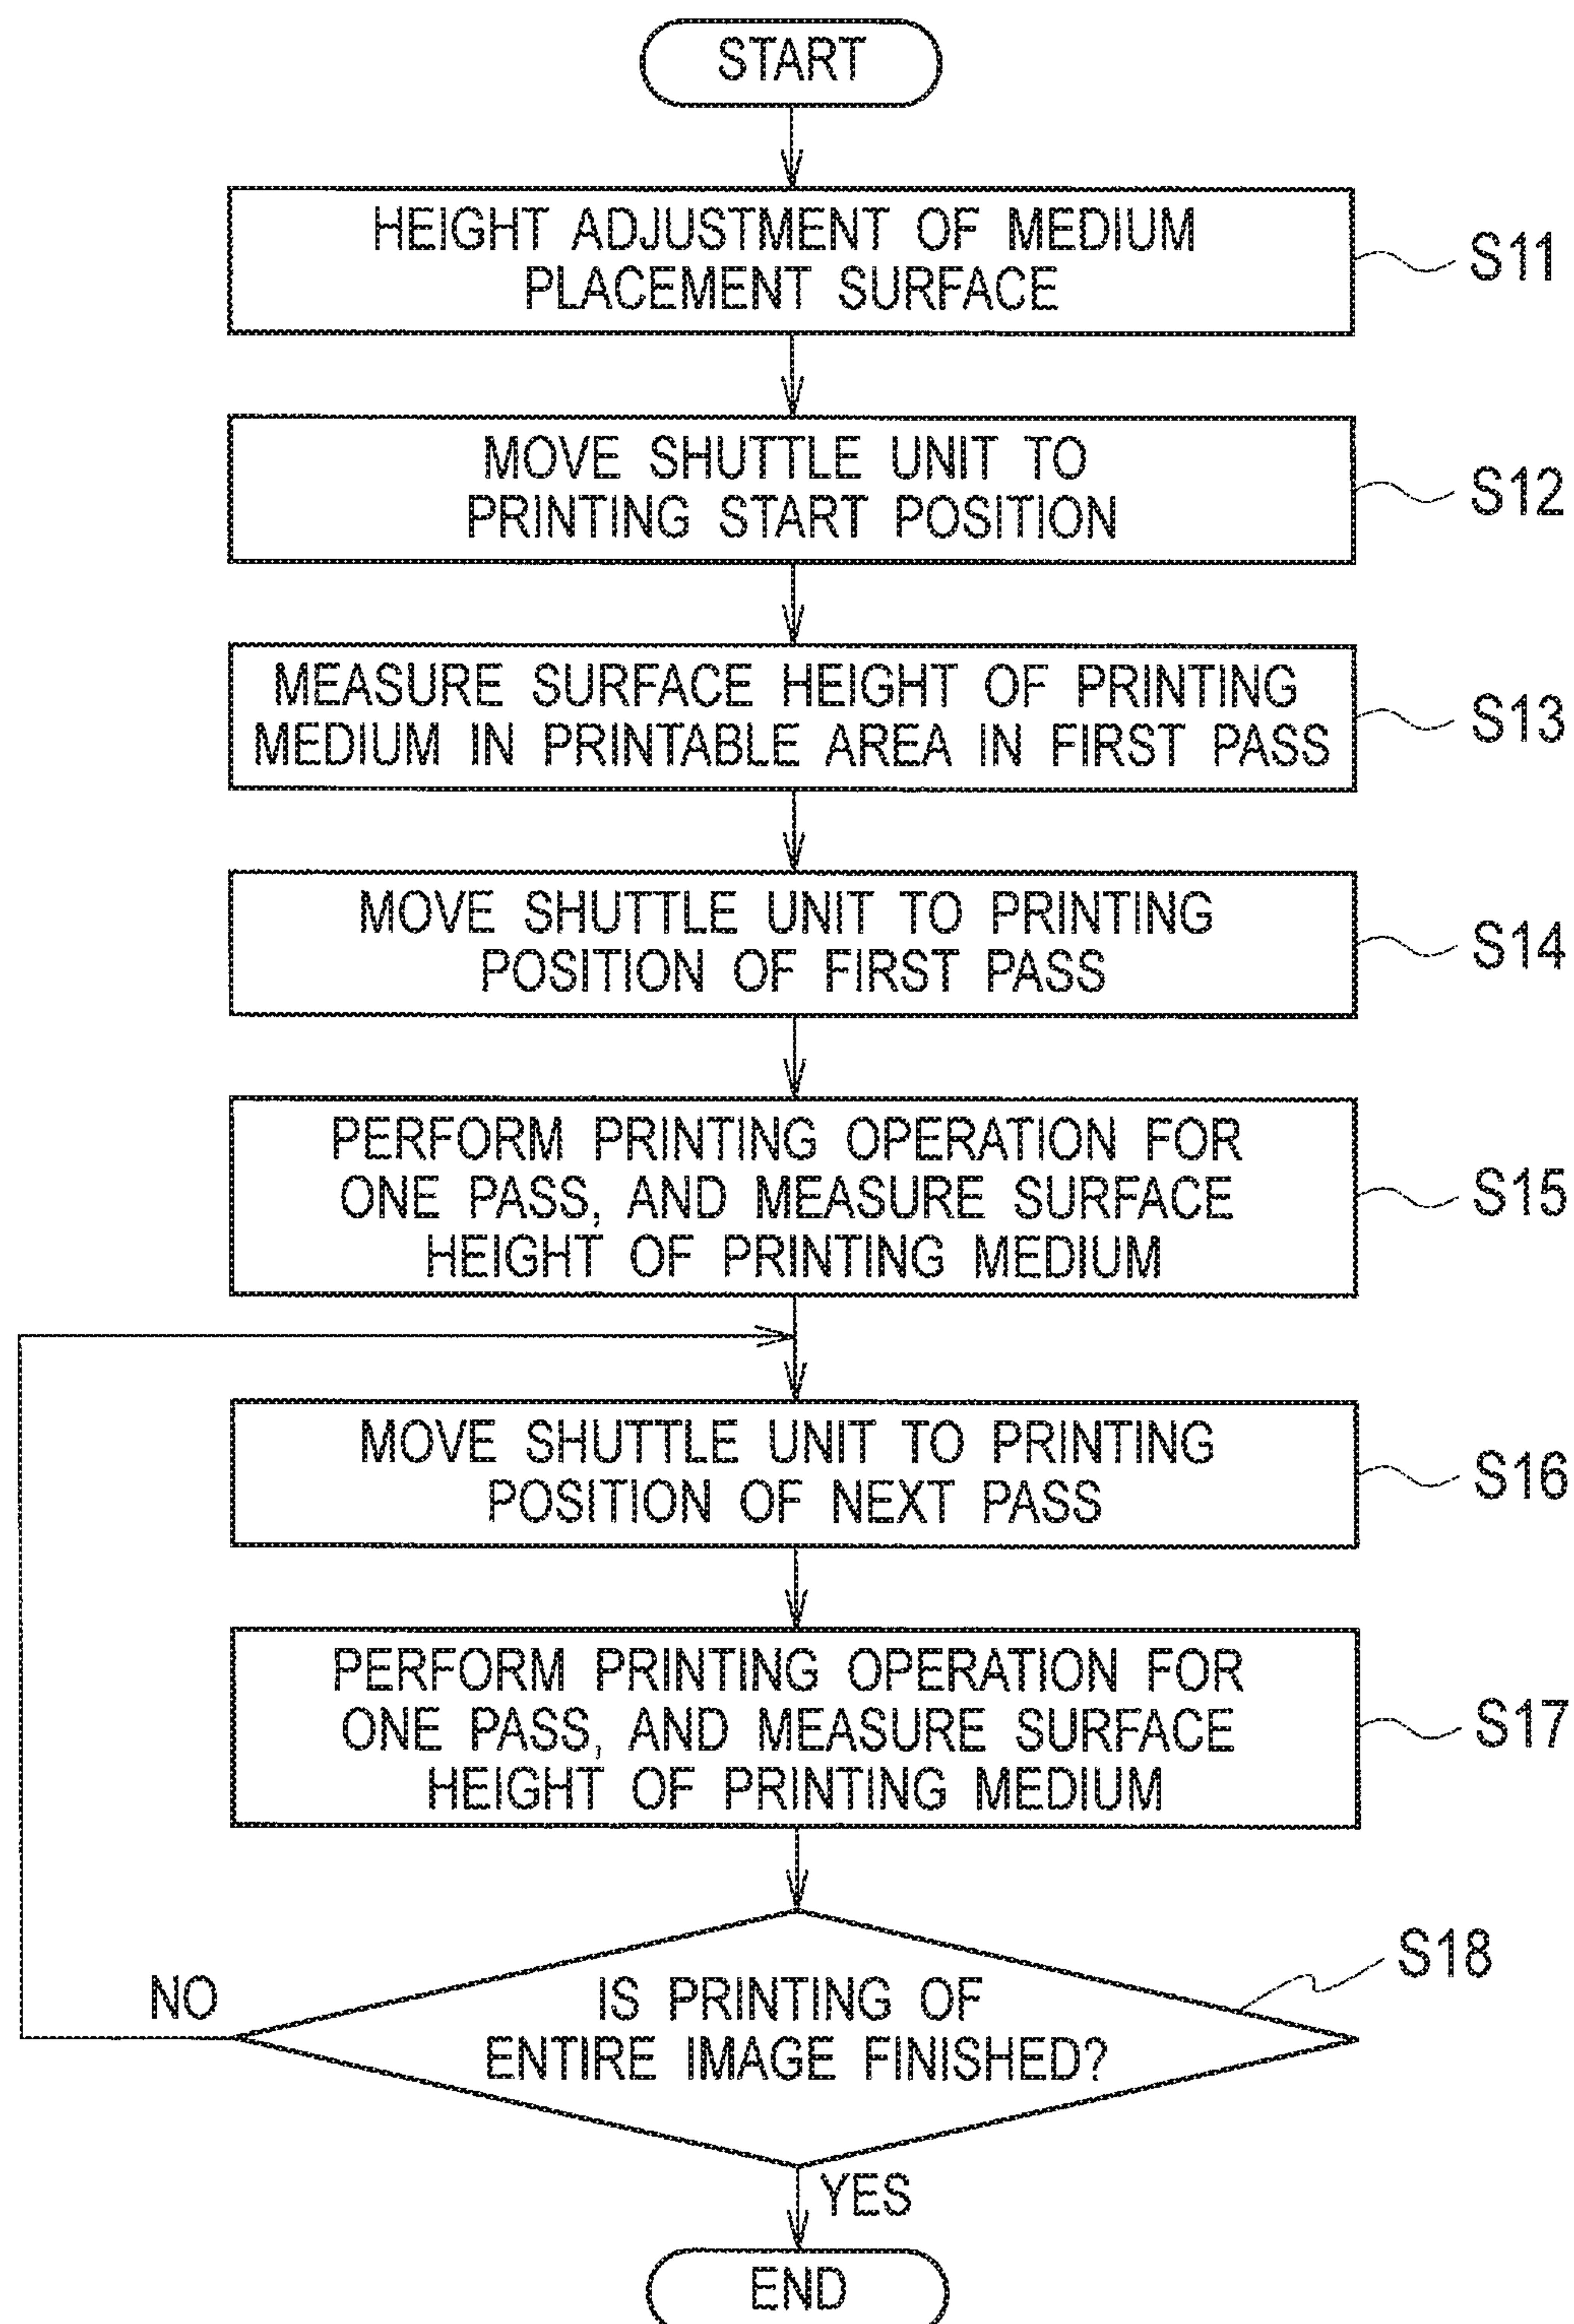 START
HEIGHT ADJUSTMENT OF MEDIUM
PLACEMENT SURFACE
S11
MOVE SHUTTLE UNIT TO
PRINTING START POSITION
S12
MEASURE SURFACE HEIGHT OF PRINTING
MEDIUM IN PRINTABLE AREA IN FIRST PASS
S13
MOVE SHUTTLE UNIT TO PRINTING
POSITION OF FIRST PASS
S14
PERFORM PRINTING OPERATION FOR
ONE PASS, AND MEASURE SURFACE
HEIGHT OF PRINTING MEDIUM
S15
MOVE SHUTTLE UNIT TO PRINTING
POSITION OF NEXT PASS
S16
PERFORM PRINTING OPERATION FOR
ONE PASS, AND MEASURE SURFACE
HEIGHT OF PRINTING MEDIUM
S17
IS PRINTING OF
ENTIRE IMAGE FINISHED?
S18
NO
YES
END